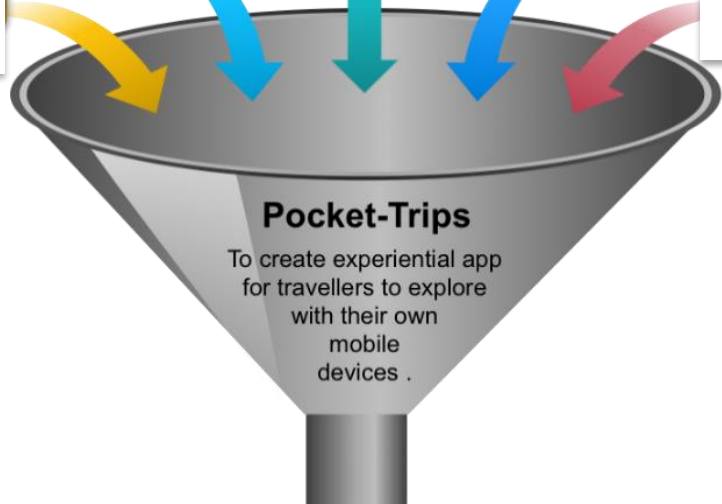 Pocket-Trips
To create experiential app
for travellers to explore
with their own
mobile
devices .